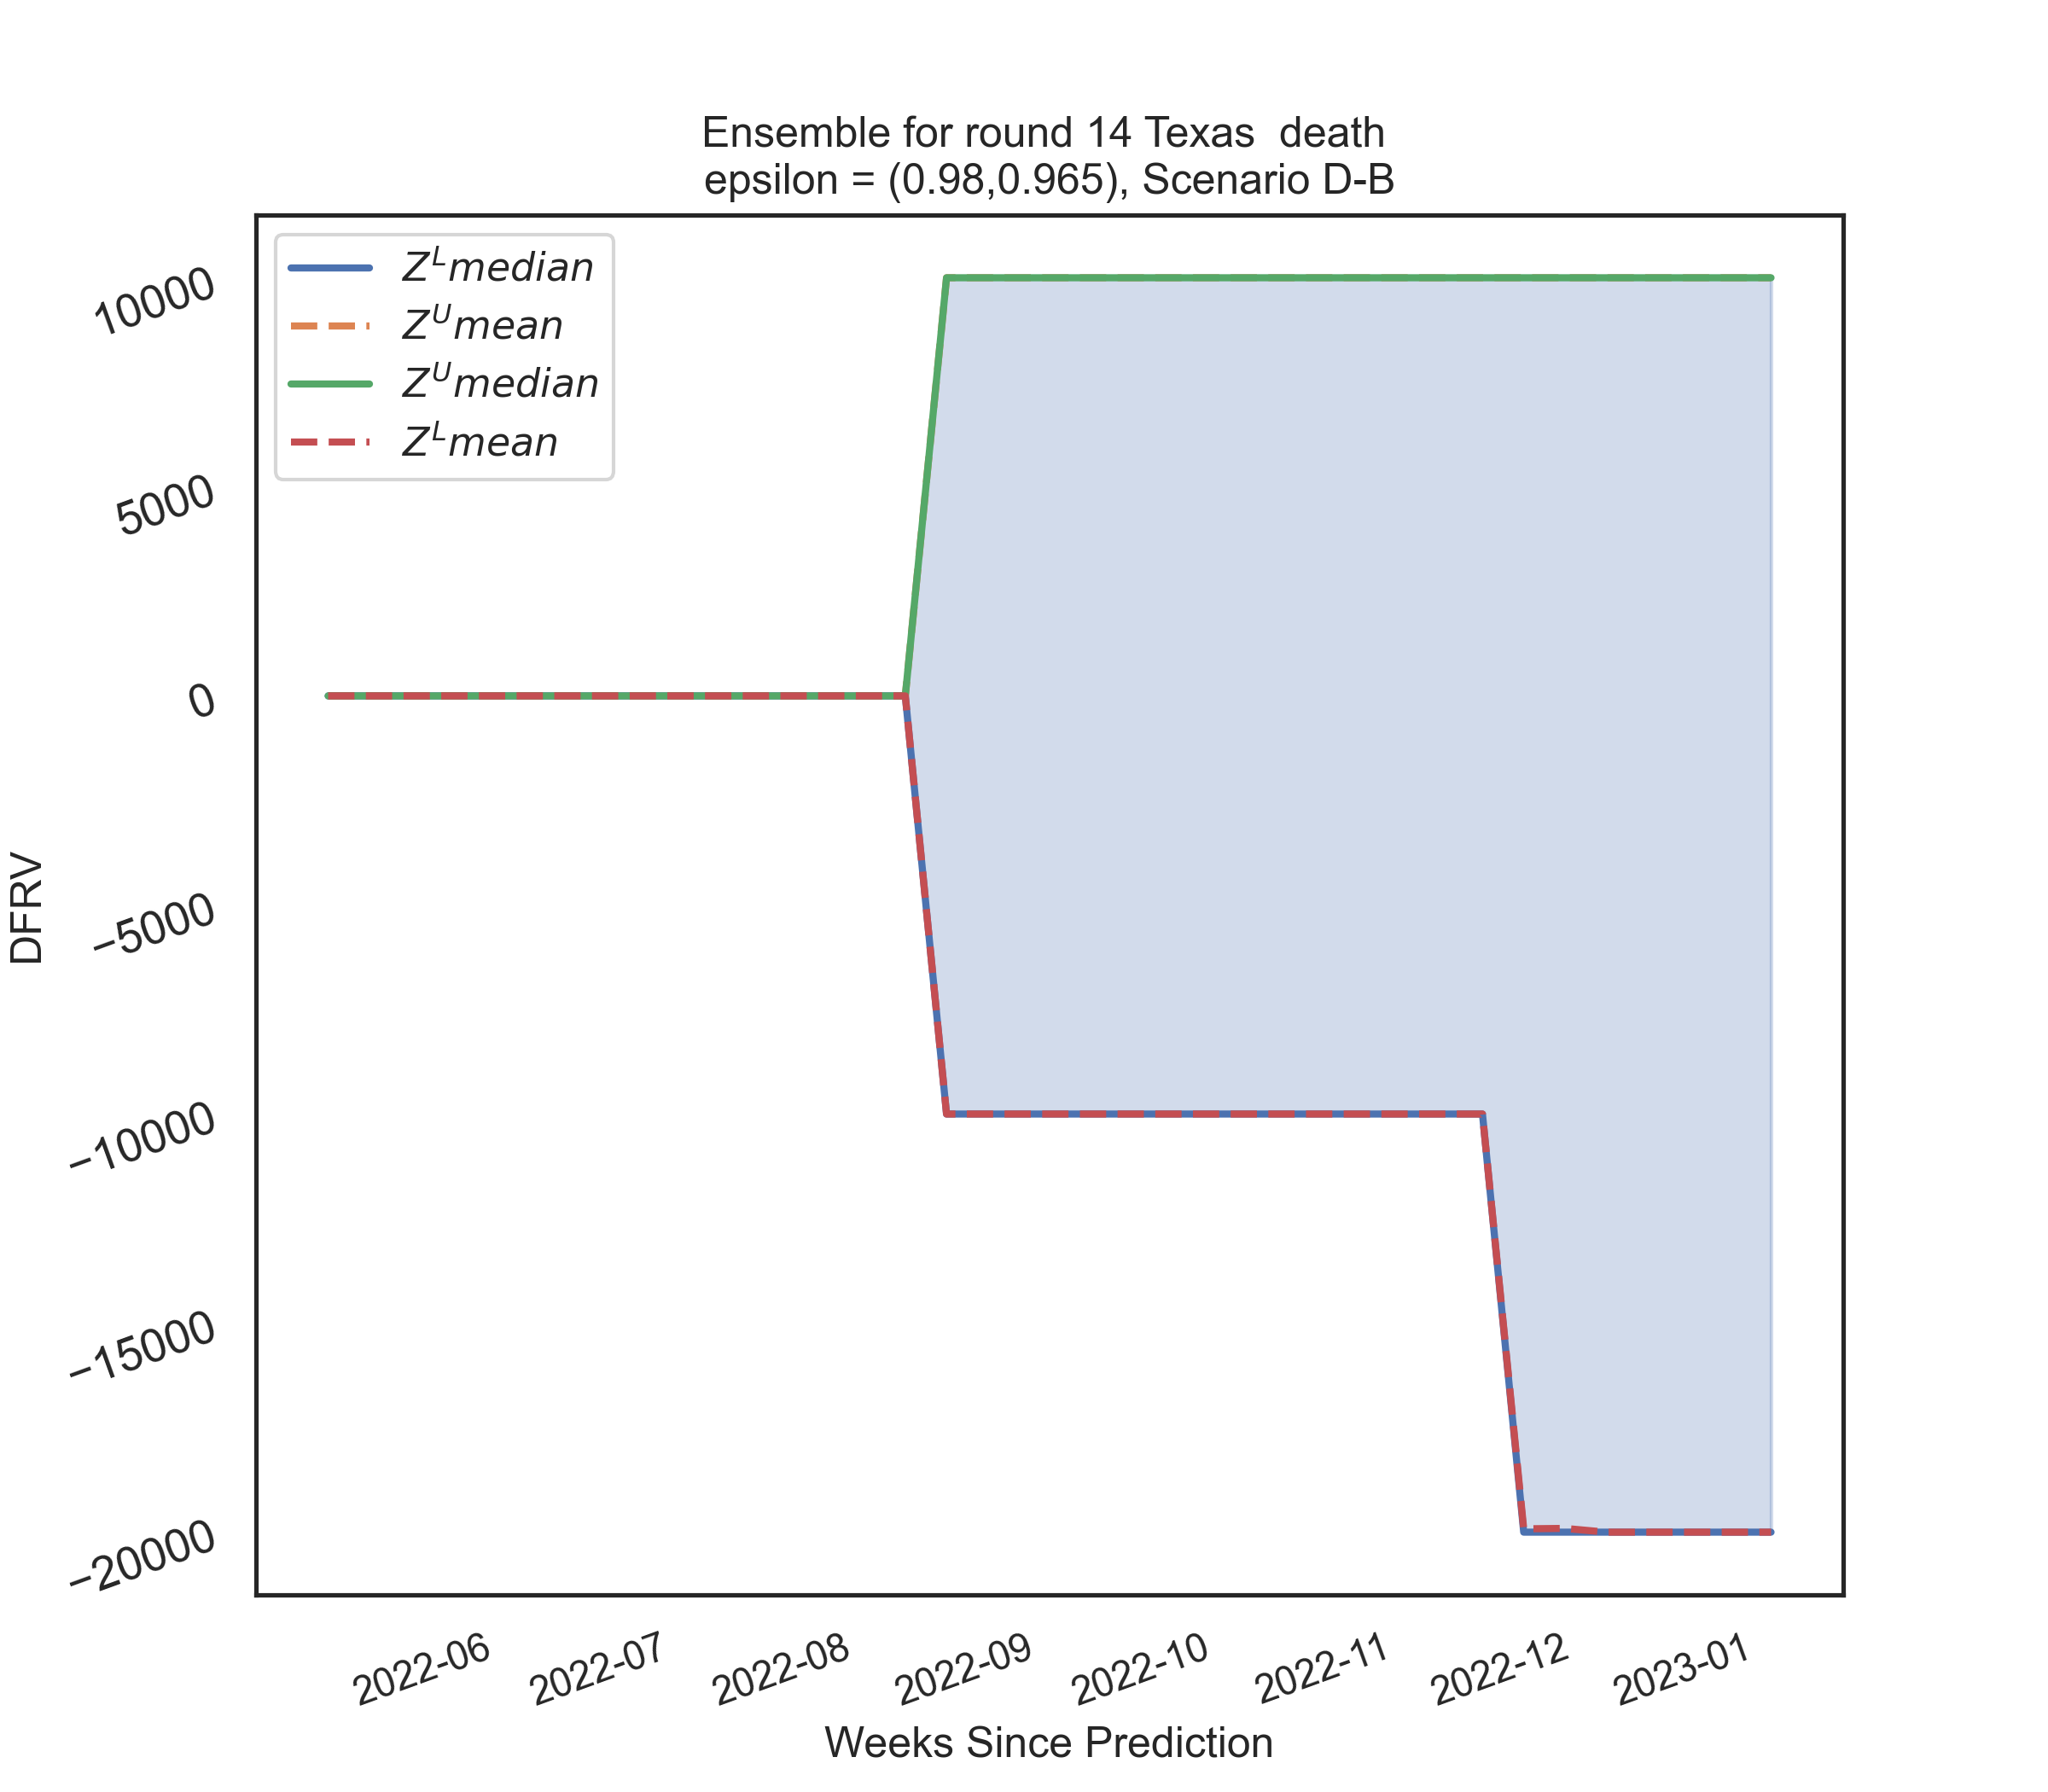 Ensemble for round 14 Texas  death
epsilon = (0.98,0.965), Scenario D-B
Z^L median
Z^U mean
Z^U median
Z^L mean
10000
5000
0
−5000
−10000
−15000
−20000
DFRV
2022-06
2022-07
2022-08
2022-09
2022-10
2022-11
2022-12
2023-01
Weeks Since Prediction